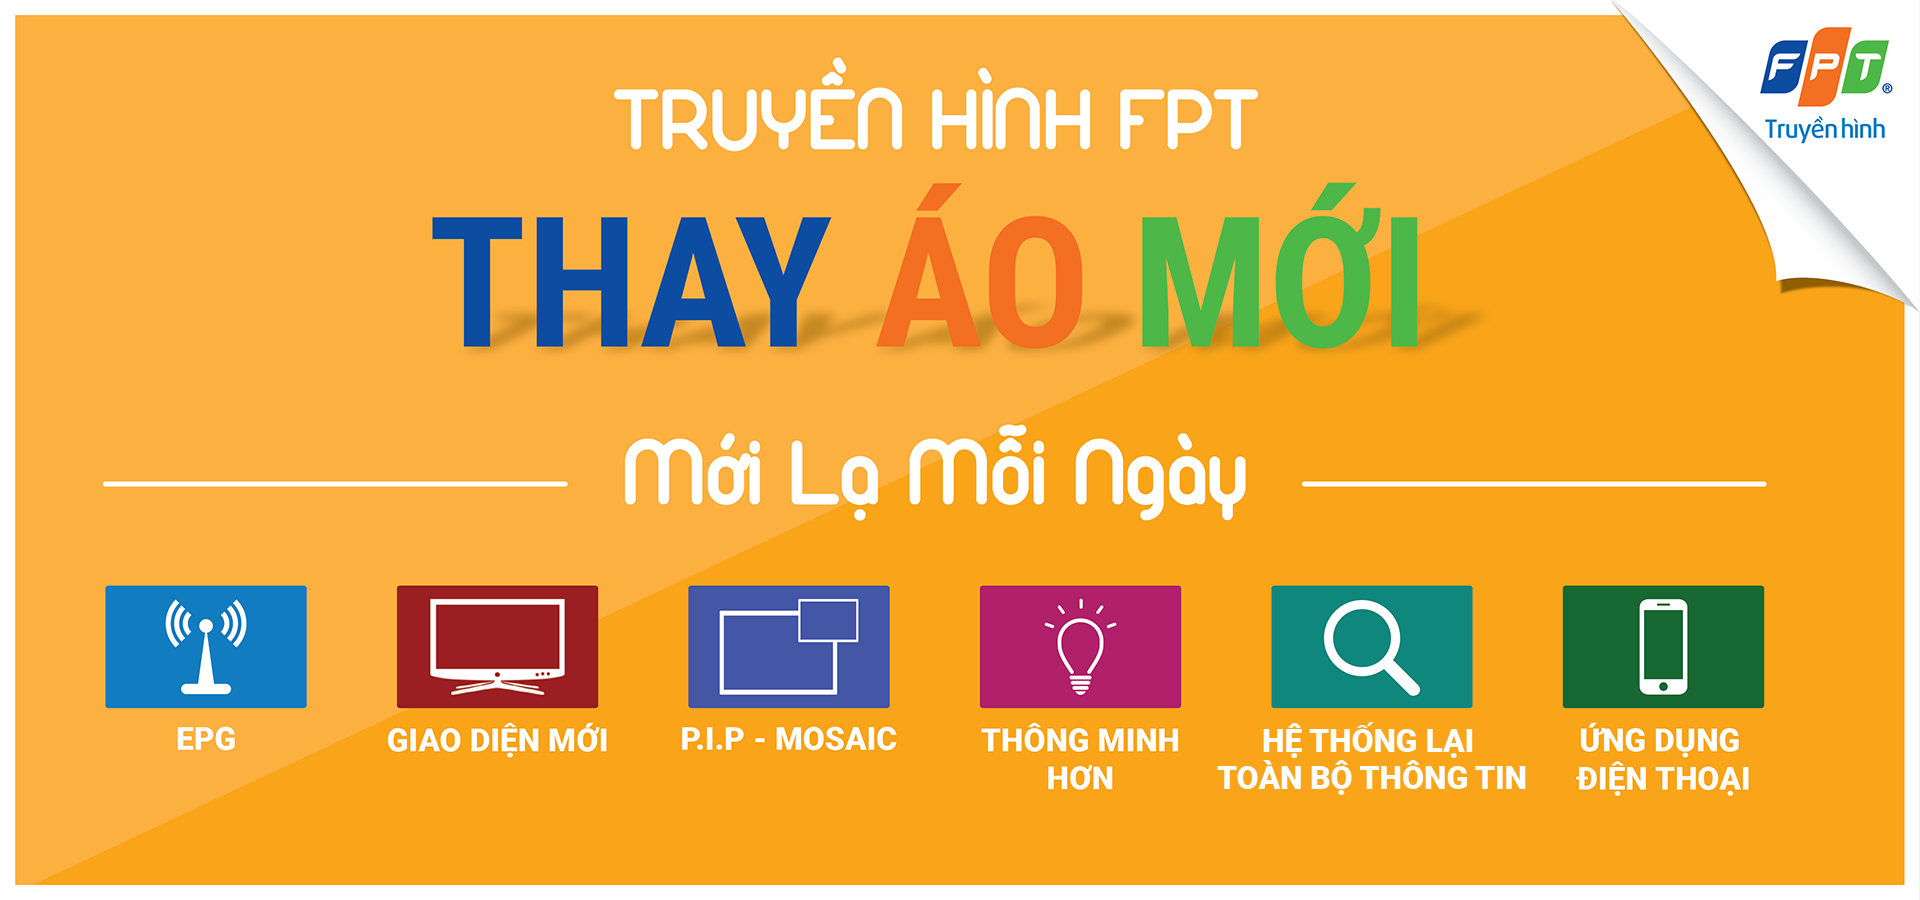 FPT®
Truyền hình
TRUYỀN HÌNH FPT
THAY ÁO MỚI
Mới Lạ Mỗi Ngày
EPG
GIAO DIỆN MỚI
P.I.P - MOSAIC
THÔNG MINH
HƠN
HỆ THỐNG LẠI
TOÀN BỘ THÔNG TIN
ỨNG DỤNG
ĐIỆN THOẠI